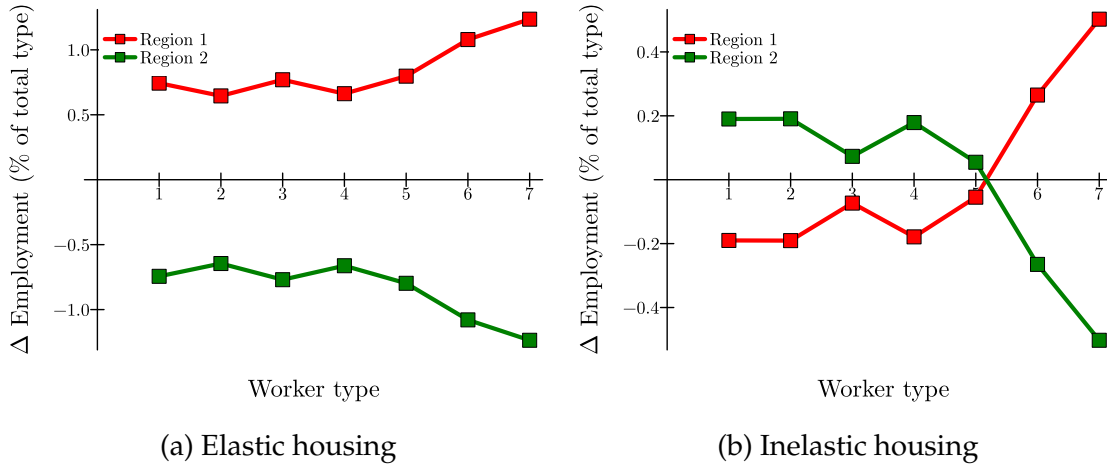 Δ Employment (% of total type)
Region 1
Region 2
1.0
0.5
−0.5
−1.0
1 2 3 4 5 6 7
Worker type
(a) Elastic housing
Δ Employment (% of total type)
Region 1
Region 2
0.4
0.2
−0.2
−0.4
1 2 3 4 5 6 7
Worker type
(b) Inelastic housing